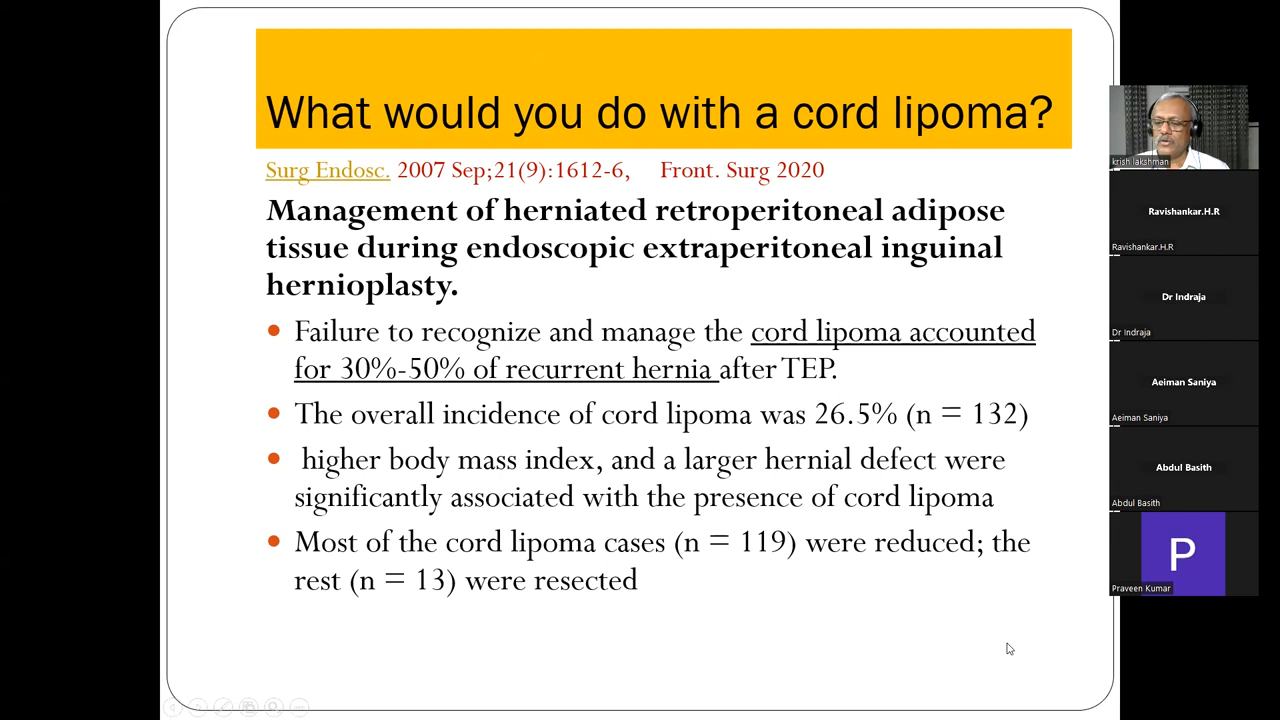 What would you do with a cord lipoma?
Surg Endosc. 2007 Sep;21(9):1612-6, Front. Surg 2020
Management of herniated retroperitoneal adipose
tissue during endoscopic extraperitoneal inguinal
hernioplasty.
Failure to recognize and manage the cord lipoma accounted
for 30%-50% of recurrent hernia after TEP.
The overall incidence of cord lipoma was 26.5% (n = 132)
higher body mass index, and a larger hernial defect were
significantly associated with the presence of cord lipoma
Most of the cord lipoma cases (n = 119) were reduced; the
rest (n = 13) were resected
krish lakshman
Ravishankar.H.R
Ravishankar.H.R
Dr Indraja
Dr Indraja
Aeiman Saniya
Aeiman Saniya
Abdul Basith
Abdul Basith
P
Praveen Kumar